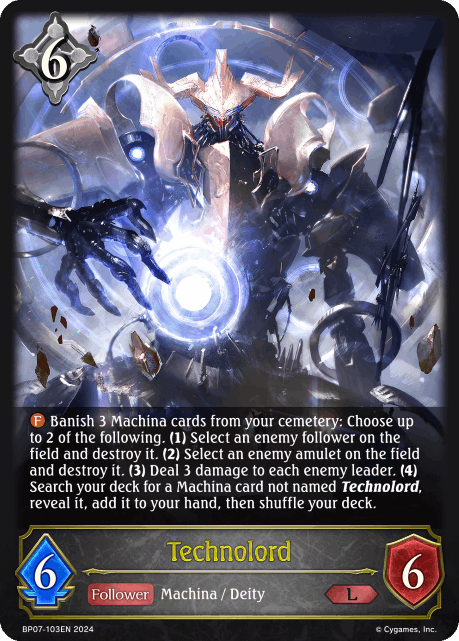 6
F Banish 3 Machina cards from your cemetery: Choose up
to 2 of the following. (1) Select an enemy follower on the
field and destroy it. (2) Select an enemy amulet on the field
and destroy it. (3) Deal 3 damage to each enemy leader. (4)
Search your deck for a Machina card not named Technolord,
reveal it, add it to your hand, then shuffle your deck.
Technolord
6
Follower Machina / Deity L
6
BP07-103EN 2024 © Cygames, Inc.